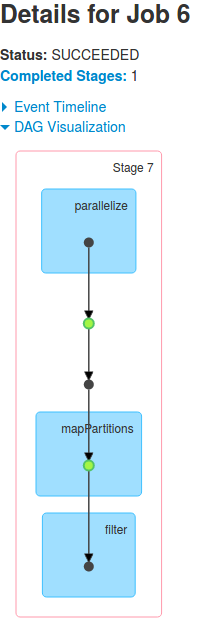 Details for Job 6
Status: SUCCEEDED
Completed Stages: 1
Event Timeline
DAG Visualization
Stage 7
parallelize
mapPartitions
filter